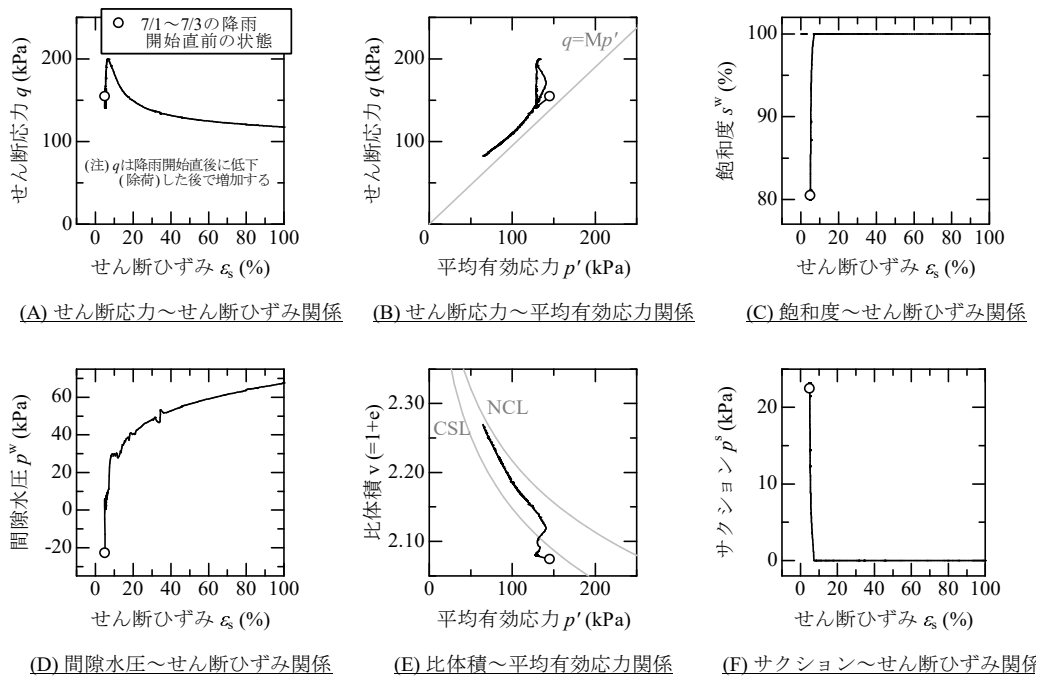 7/1～7/3の降雨
開始直前の状態
200
100
0
せん断応力 q (kPa)
(注) qは降雨開始直後に低下
(除荷)した後で増加する
0 20 40 60 80 100
せん断ひずみ εs (%)
(A) せん断応力～せん断ひずみ関係
q=Mp′
200
100
0
せん断応力 q (kPa)
0 100 200
平均有効応力 p′ (kPa)
(B) せん断応力～平均有効応力関係
100
90
80
飽和度 sw (%)
0 20 40 60 80 100
せん断ひずみ εs (%)
(C) 飽和度～せん断ひずみ関係
60
40
20
0
-20
間隙水圧 pw (kPa)
0 20 40 60 80 100
せん断ひずみ εs (%)
(D) 間隙水圧～せん断ひずみ関係
2.30
2.20
2.10
比体積 v (=1+e)
NCL
CSL
0 100 200
平均有効応力 p′ (kPa)
(E) 比体積～平均有効応力関係
20
10
0
サクション ps (kPa)
0 20 40 60 80 100
せん断ひずみ εs (%)
(F) サクション～せん断ひずみ関係